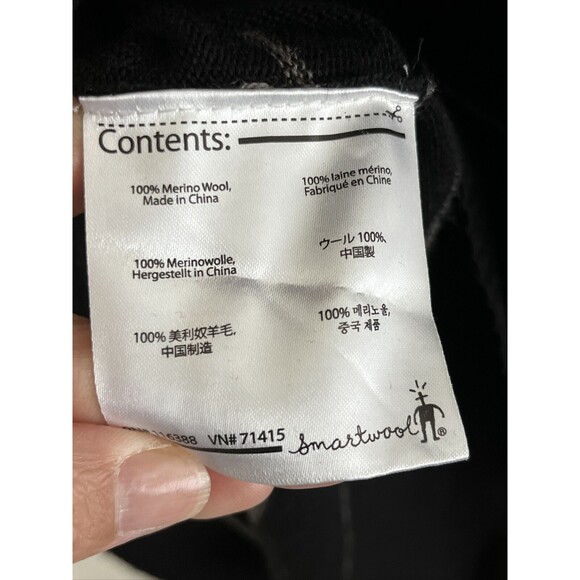 Contents:
100% Merino Wool,
Made in China
100% laine mérino,
Fabriqué en Chine
100% Merinowolle,
Hergestellt in China
ウール 100%,
中国製
100% 美利奴羊毛,
中国制造
100% 메리노울,
중국 제품
VN# 71415
smartwool ®